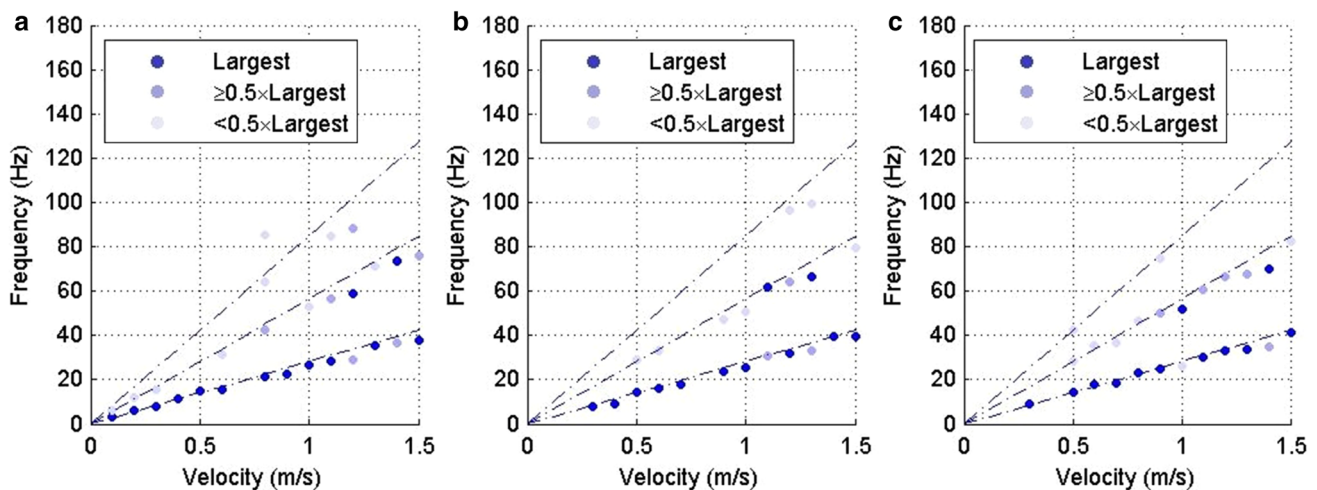 a
180
160
140
120
100
80
60
40
20
0
Frequency (Hz)
Largest
≥0.5×Largest
<0.5×Largest
0 0.5 1 1.5
Velocity (m/s)
b
180
160
140
120
100
80
60
40
20
0
Frequency (Hz)
Largest
≥0.5×Largest
<0.5×Largest
0 0.5 1 1.5
Velocity (m/s)
c
180
160
140
120
100
80
60
40
20
0
Frequency (Hz)
Largest
≥0.5×Largest
<0.5×Largest
0 0.5 1 1.5
Velocity (m/s)